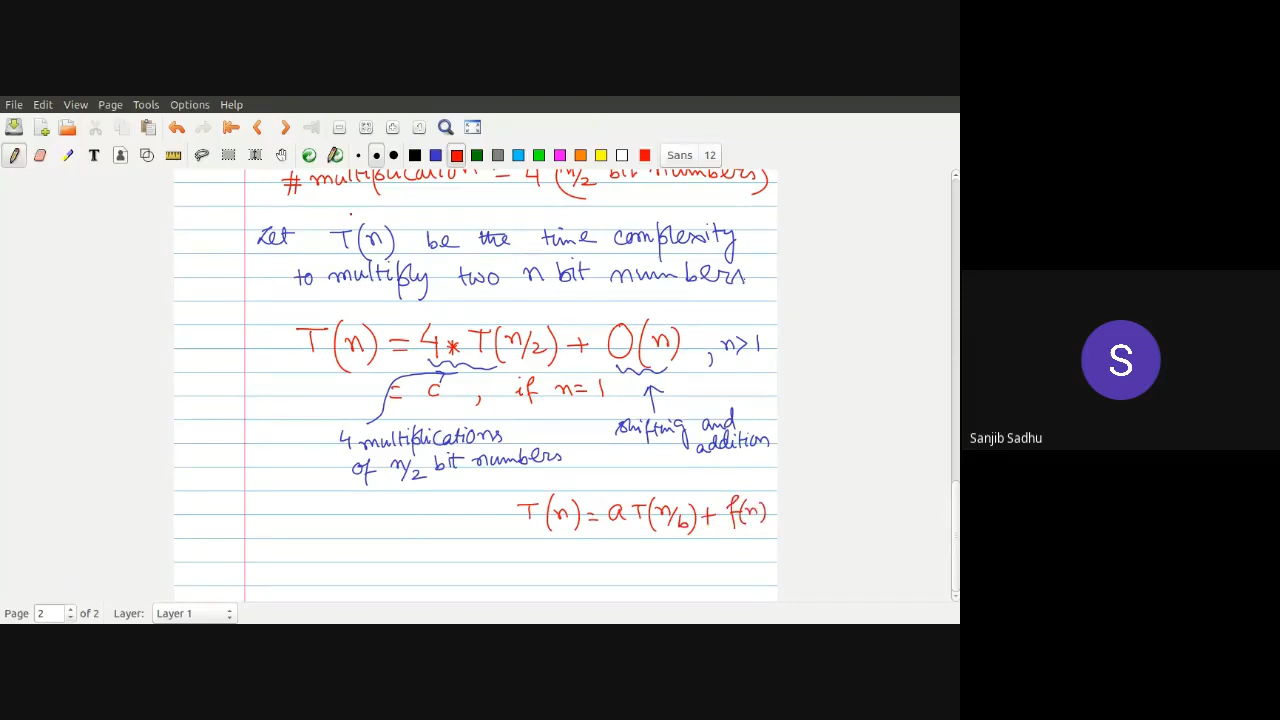 File Edit View Page Tools Options Help
Sans 12
# multiplication = 4 (n/2 bit numbers)
Let T(n) be the time complexity
to multiply two n bit numbers
T(n) = 4 * T(n/2) + O(n) , n>1
= c , if n=1
shifting and addition
4 multiplications
of n/2 bit numbers
T(n) = a T(n/b) + f(n)
Page 2 of 2 Layer: Layer 1
S
Sanjib Sadhu